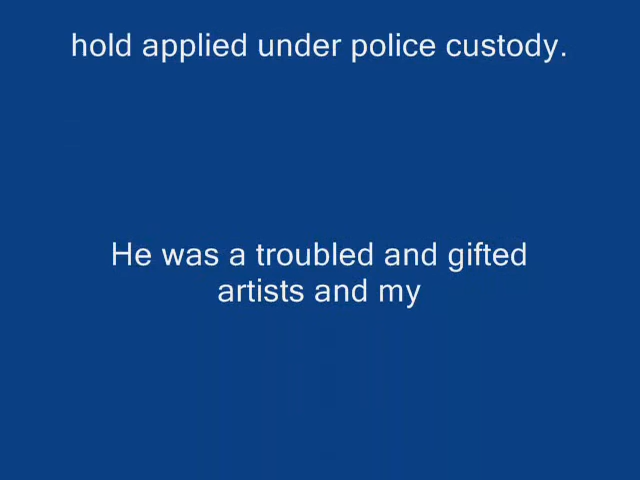 hold applied under police custody.
He was a troubled and gifted
artists and my